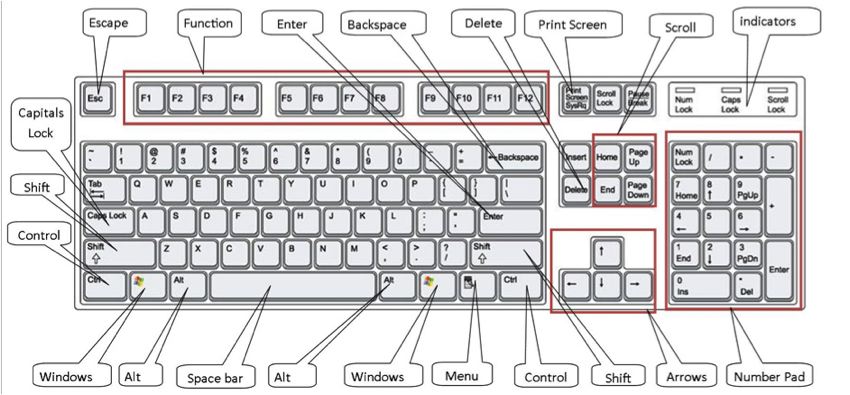 Escape
Function
Enter
Backspace
Delete
Print Screen
Scroll
indicators
Capitals
Lock
Shift
Control
Esc
F1 F2 F3 F4 F5 F6 F7 F8 F9 F10 F11 F12
Print
Screen
SysRq
Scroll
Lock
Pause
Break
Num
Lock
Caps
Lock
Scroll
Lock
~ ! @ # $ % ^ & * ( ) – +
` 1 2 3 4 5 6 7 8 9 0 - =
←Backspace
Insert
Home
Page
Up
Num
Lock
/ * -
Tab
Q W E R T Y U I O P { } |
[ ] \
Delete
End
Page
Down
7
Home
8
↑
9
PgUp
+
Caps Lock
A S D F G H J K L : "
; '
Enter
4
←
5
6
→
Shift
⇧
Z X C V B N M < > ?
, . /
Shift
⇧
↑
1
End
2
↓
3
PgDn
Enter
Ctrl
Alt
Alt
Ctrl
← ↓ →
0
Ins
.
Del
Windows
Alt
Space bar
Alt
Windows
Menu
Control
Shift
Arrows
Number Pad